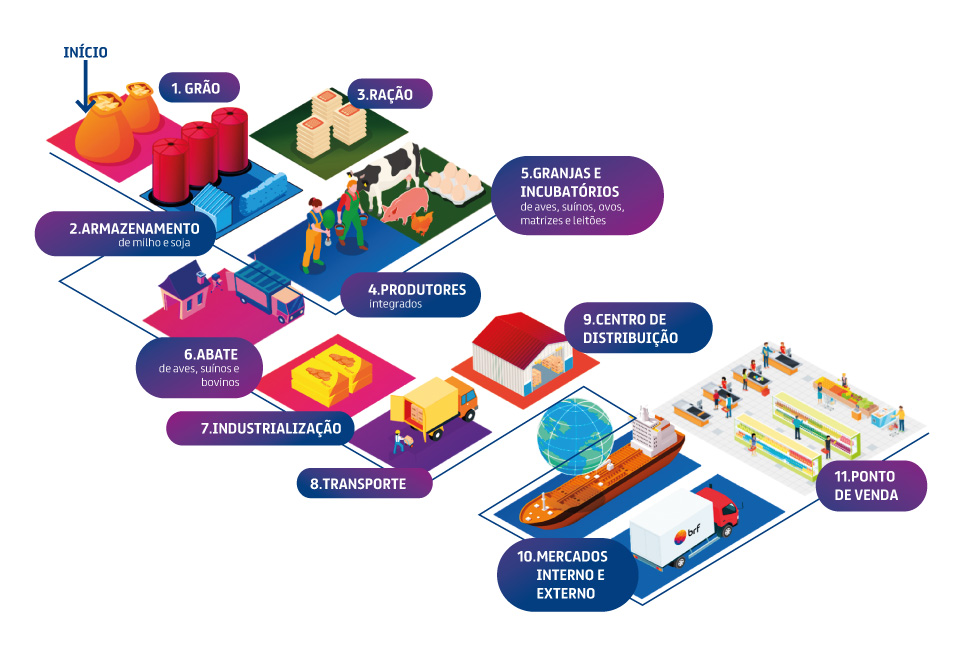 INÍCIO
1. GRÃO
2.ARMAZENAMENTO
de milho e soja
3.RAÇÃO
4.PRODUTORES
integrados
5.GRANJAS E
INCUBATÓRIOS
de aves, suínos, ovos,
matrizes e leitões
6.ABATE
de aves, suínos e
bovinos
7.INDUSTRIALIZAÇÃO
8.TRANSPORTE
9.CENTRO DE
DISTRIBUIÇÃO
brf
10.MERCADOS
INTERNO E
EXTERNO
11.PONTO
DE VENDA